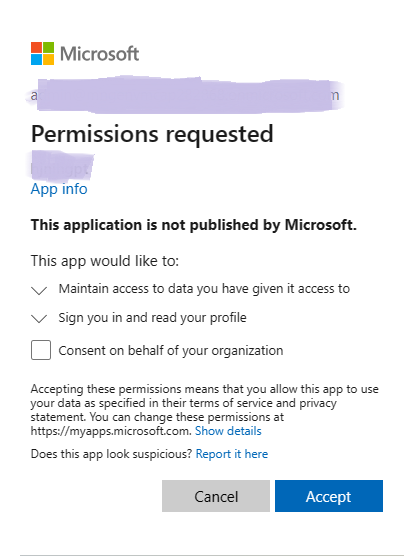 Microsoft
Permissions requested
App info
This application is not published by Microsoft.
This app would like to:
Maintain access to data you have given it access to
Sign you in and read your profile
Consent on behalf of your organization
Accepting these permissions means that you allow this app to use
your data as specified in their terms of service and privacy
statement. You can change these permissions at
https://myapps.microsoft.com. Show details
Does this app look suspicious? Report it here
Cancel Accept